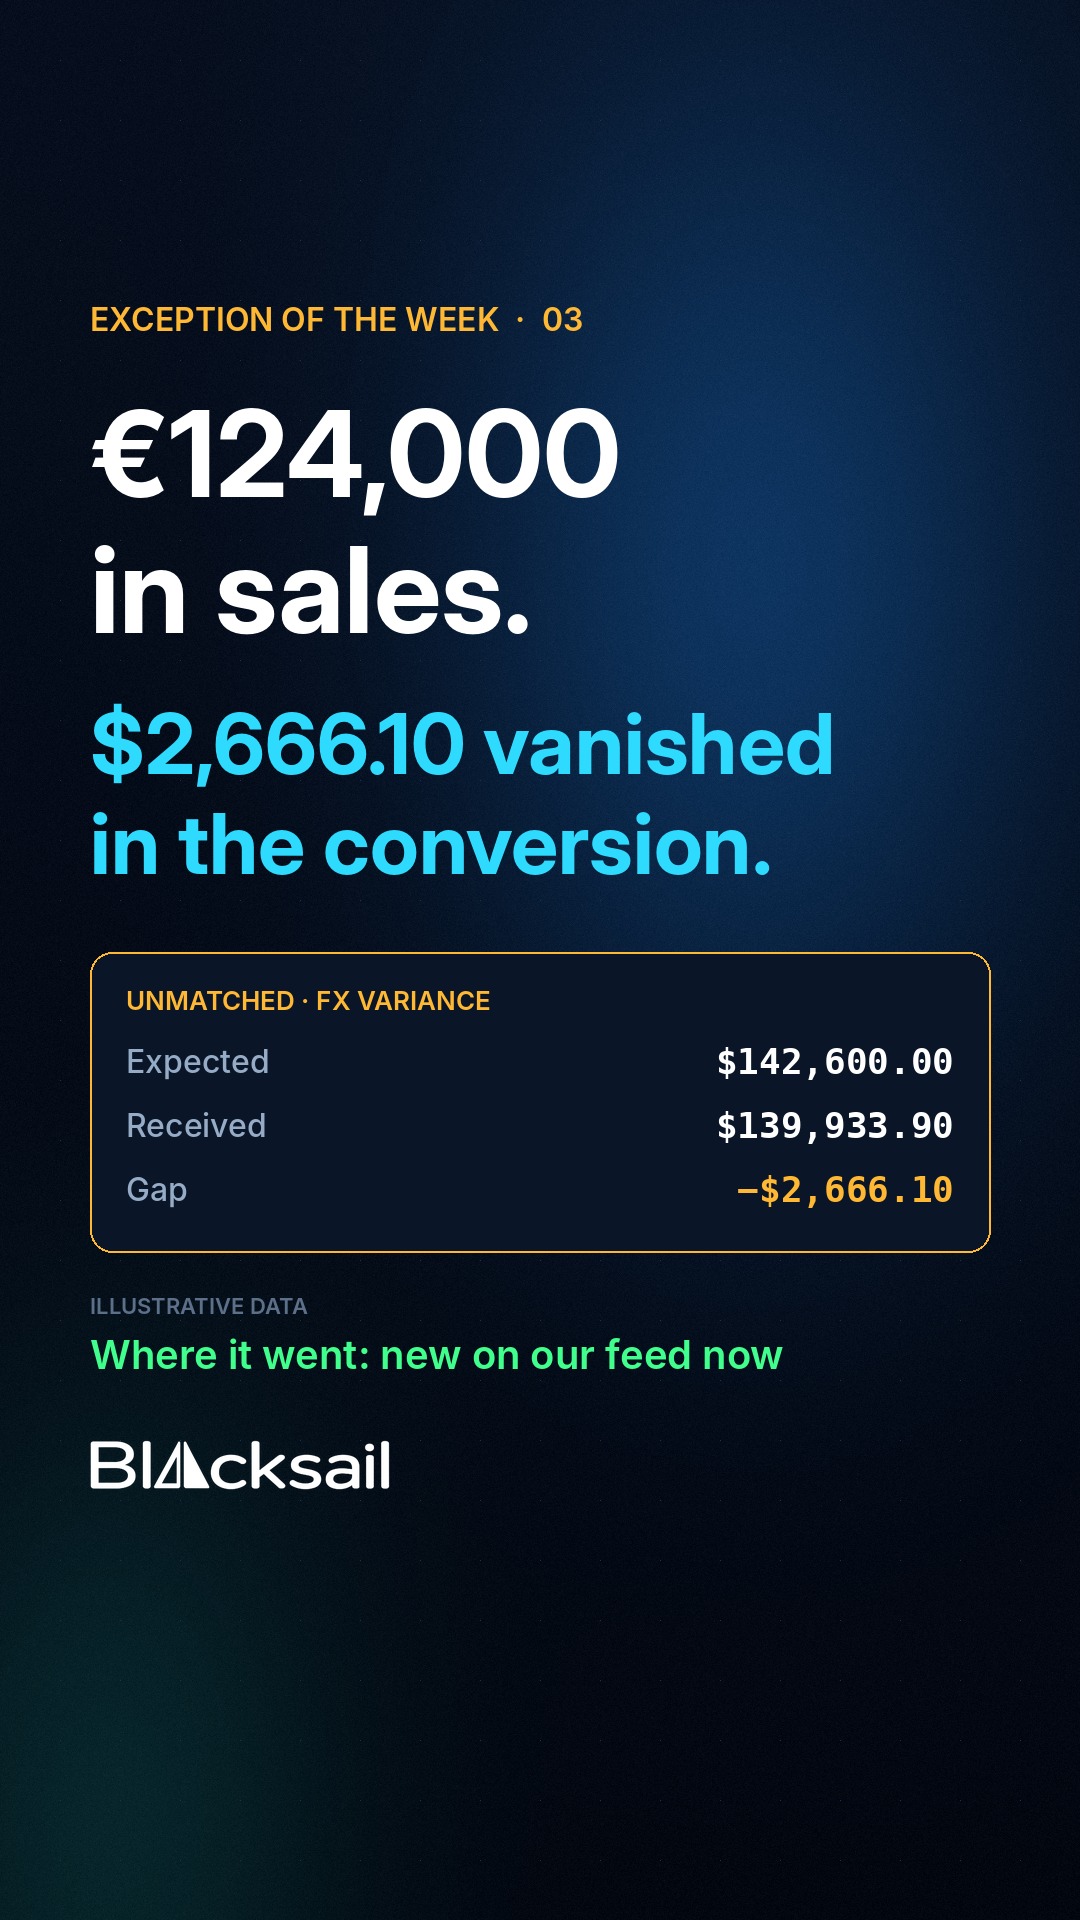 EXCEPTION OF THE WEEK · 03
€124,000
in sales.
$2,666.10 vanished
in the conversion.
UNMATCHED · FX VARIANCE
Expected $142,600.00
Received $139,933.90
Gap −$2,666.10
ILLUSTRATIVE DATA
Where it went: new on our feed now
Blacksail